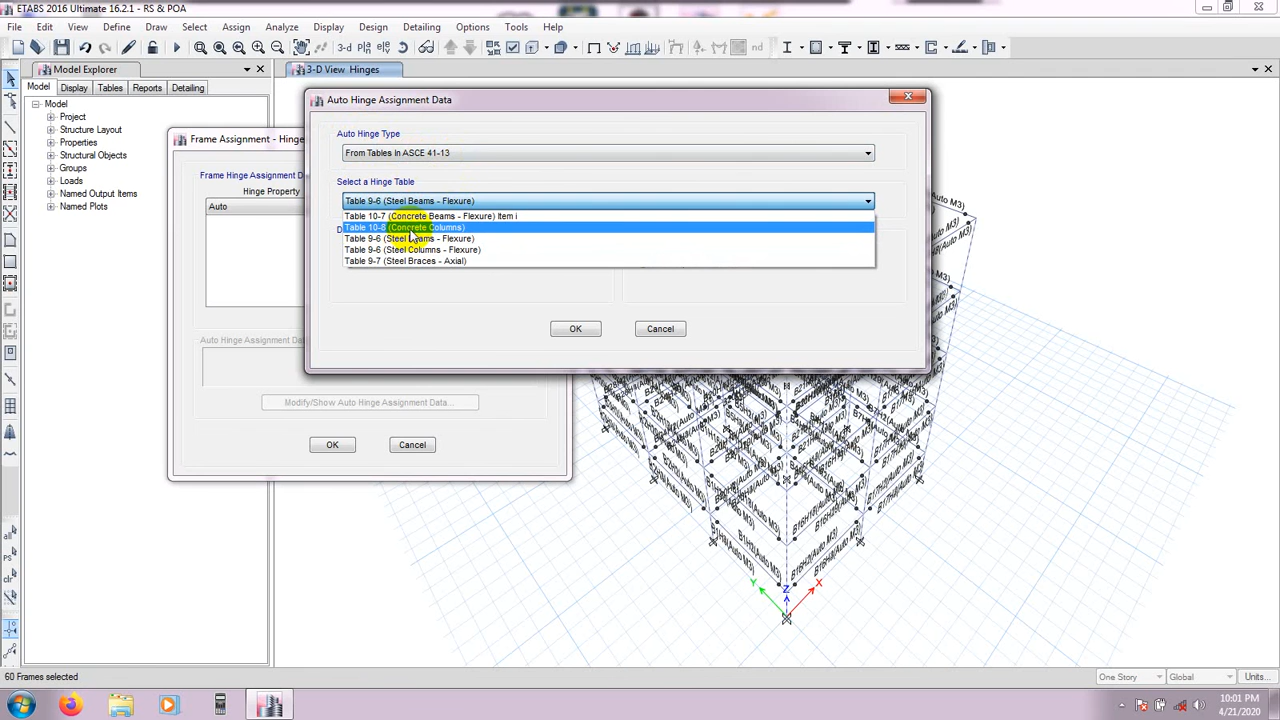 ETABS 2016 Ultimate 16.2.1 - RS & POA
File Edit View Define Draw Select Assign Analyze Display Design Detailing Options Tools Help
3-d
nd
Model Explorer
3-D View Hinges
Model Display Tables Reports Detailing
Model
Project
Structure Layout
Properties
Structural Objects
Groups
Loads
Named Output Items
Named Plots
Frame Assignment - Hinge
Frame Hinge Assignment D
Hinge Property
Auto
Auto Hinge Assignment Da
Modify/Show Auto Hinge Assignment Data...
OK Cancel
Auto Hinge Assignment Data
Auto Hinge Type
From Tables In ASCE 41-13
Select a Hinge Table
Table 9-6 (Steel Beams - Flexure)
Table 10-7 (Concrete Beams - Flexure) Item i
Table 10-8 (Concrete Columns)
Table 9-6 (Steel Beams - Flexure)
Table 9-6 (Steel Columns - Flexure)
Table 9-7 (Steel Braces - Axial)
D
OK Cancel
Y Z X
all
ps
clr
60 Frames selected
One Story Global Units...
10:01 PM
4/21/2020